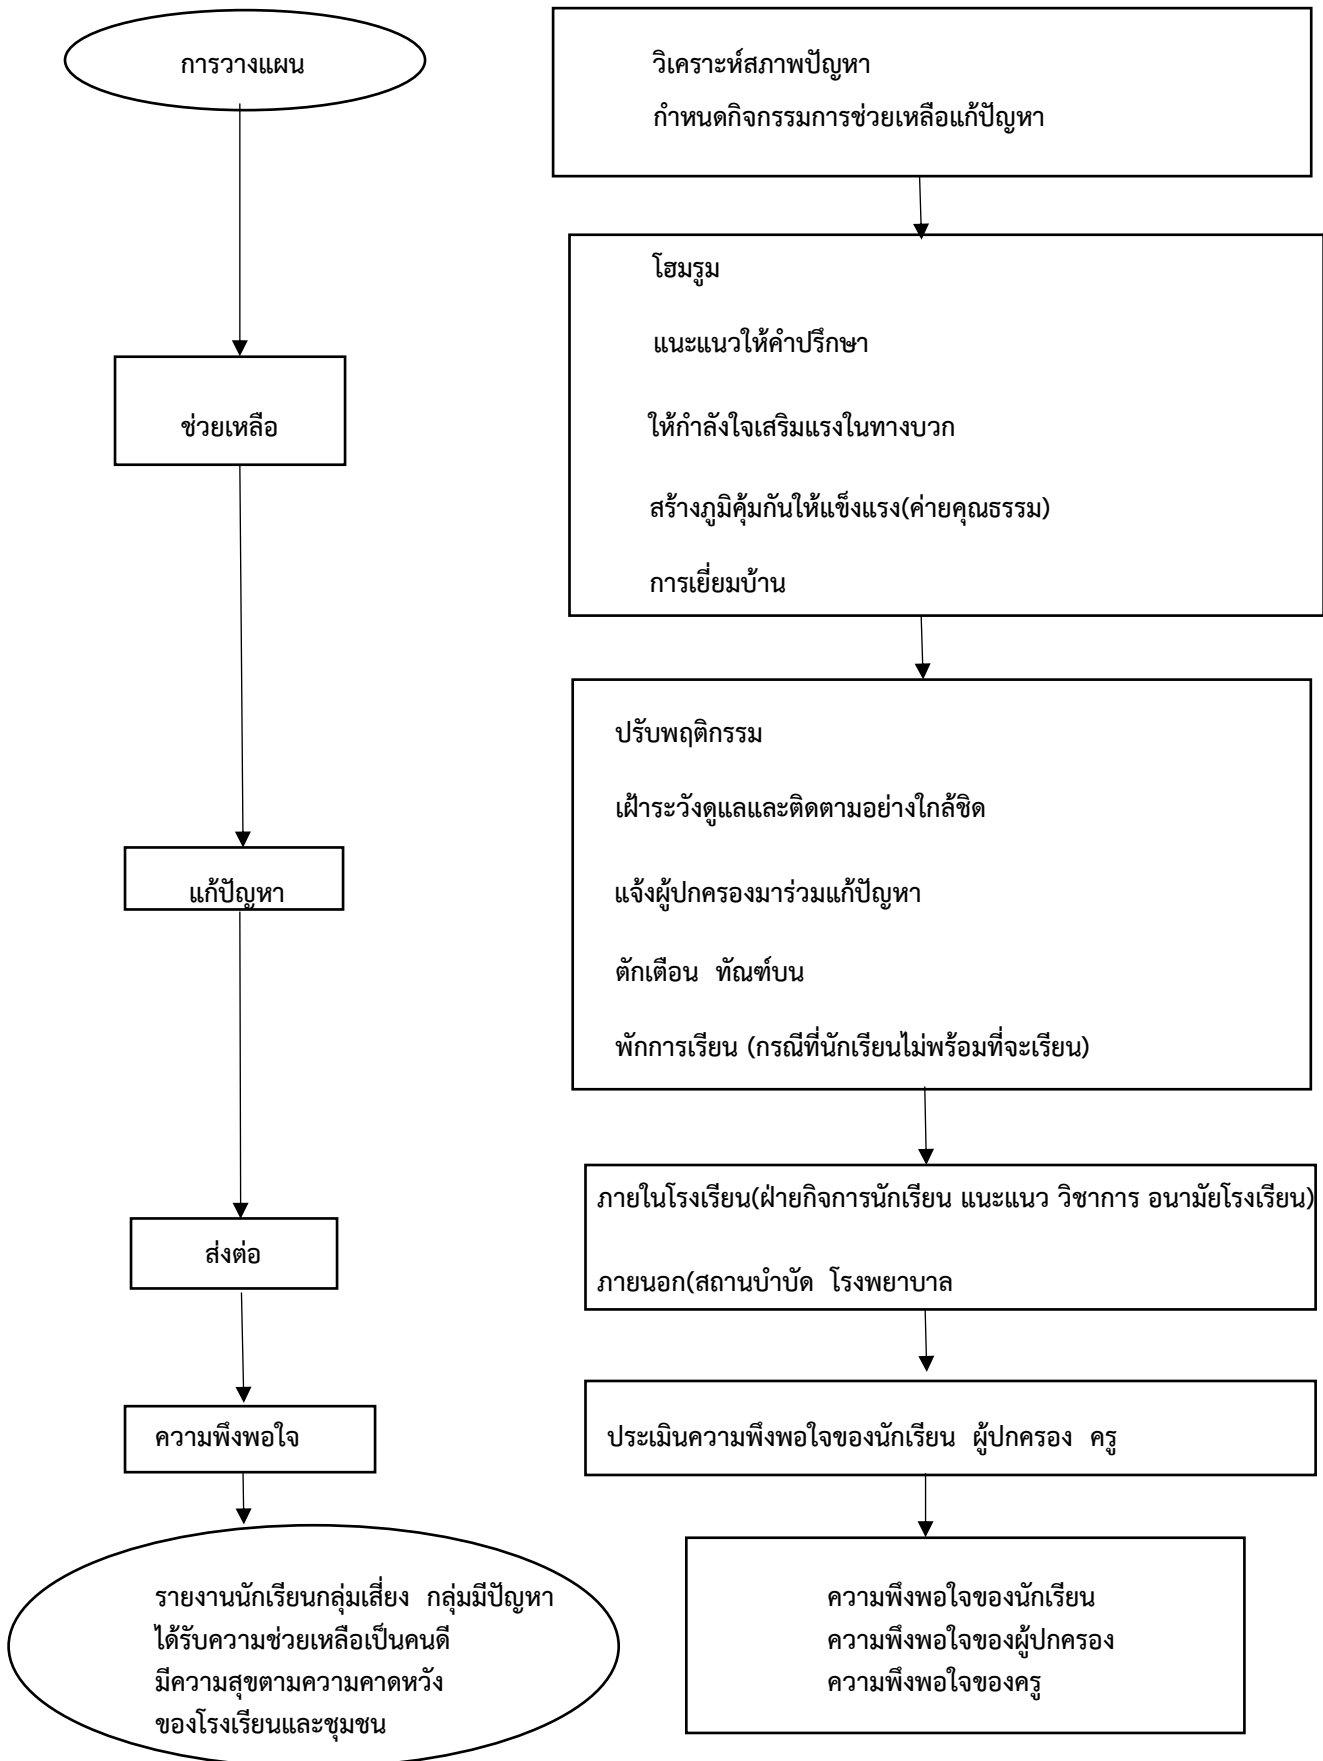 การวางแผน
วิเคราะห์สภาพปัญหา
กำหนดกิจกรรมการช่วยเหลือแก้ปัญหา
โฮมรูม
แนะแนวให้คำปรึกษา
ช่วยเหลือ
ให้กำลังใจเสริมแรงในทางบวก
สร้างภูมิคุ้มกันให้แข็งแรง(ค่ายคุณธรรม)
การเยี่ยมบ้าน
ปรับพฤติกรรม
เฝ้าระวังดูแลและติดตามอย่างใกล้ชิด
แก้ปัญหา
แจ้งผู้ปกครองมาร่วมแก้ปัญหา
ตักเตือน ทัณฑ์บน
พักการเรียน (กรณีที่นักเรียนไม่พร้อมที่จะเรียน)
ส่งต่อ
ภายในโรงเรียน(ฝ่ายกิจการนักเรียน แนะแนว วิชาการ อนามัยโรงเรียน)
ภายนอก(สถานบำบัด โรงพยาบาล
ความพึงพอใจ
ประเมินความพึงพอใจของนักเรียน ผู้ปกครอง ครู
รายงานนักเรียนกลุ่มเสี่ยง กลุ่มมีปัญหา
ได้รับความช่วยเหลือเป็นคนดี
มีความสุขตามความคาดหวัง
ของโรงเรียนและชุมชน
ความพึงพอใจของนักเรียน
ความพึงพอใจของผู้ปกครอง
ความพึงพอใจของครู